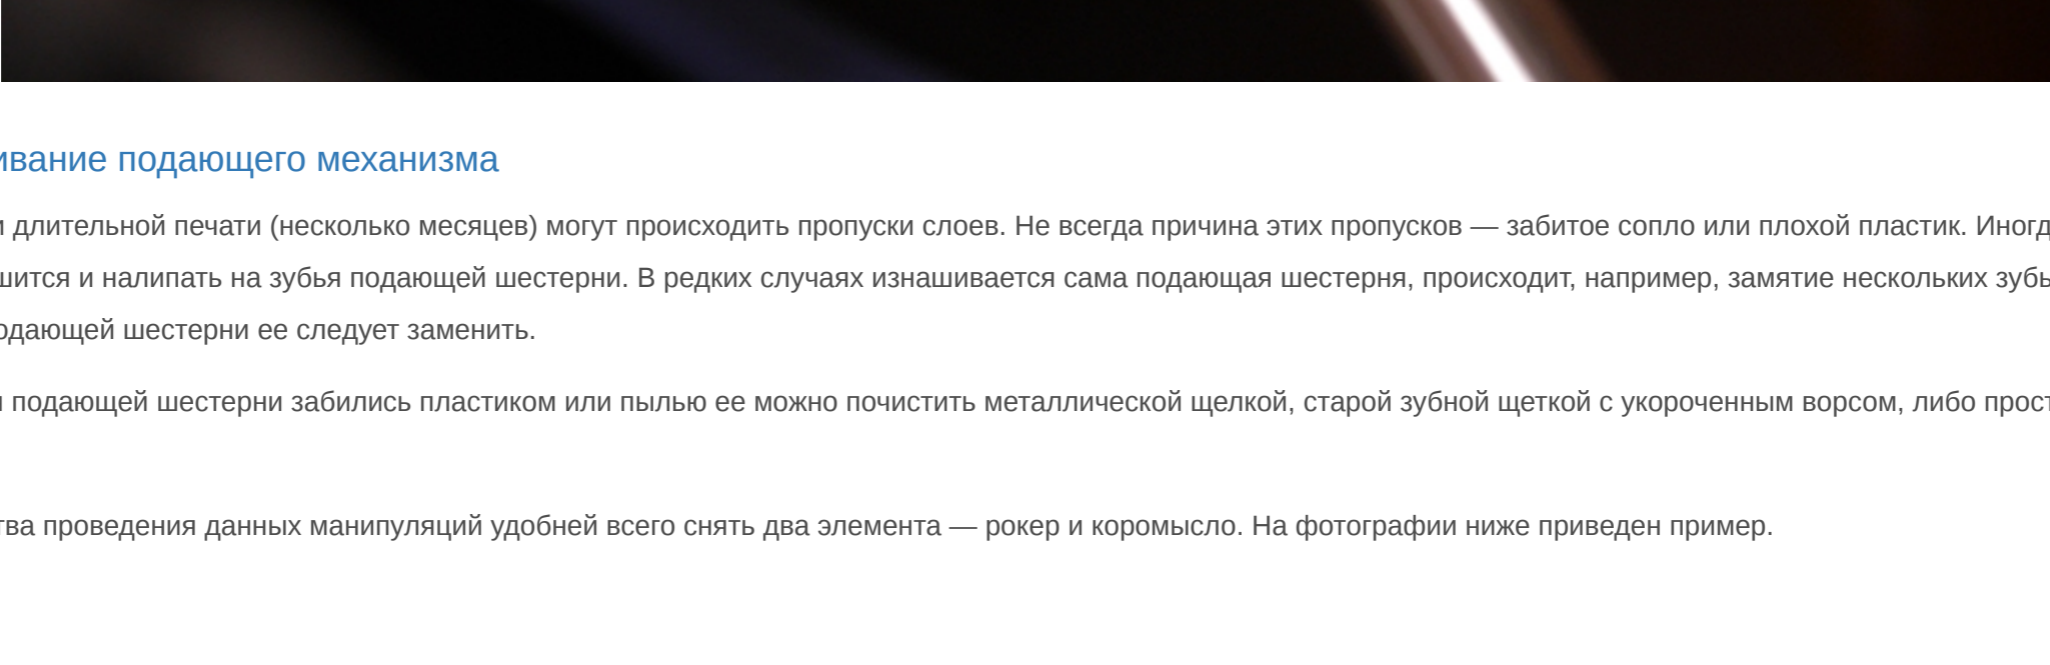 ивание подающего механизма
и длительной печати (несколько месяцев) могут происходить пропуски слоев. Не всегда причина этих пропусков — забитое сопло или плохой пластик. Иногд
шится и налипать на зубья подающей шестерни. В редких случаях изнашивается сама подающая шестерня, происходит, например, замятие нескольких зубь
одающей шестерни ее следует заменить.
подающей шестерни забились пластиком или пылью ее можно почистить металлической щелкой, старой зубной щеткой с укороченным ворсом, либо прост
тва проведения данных манипуляций удобней всего снять два элемента — рокер и коромысло. На фотографии ниже приведен пример.